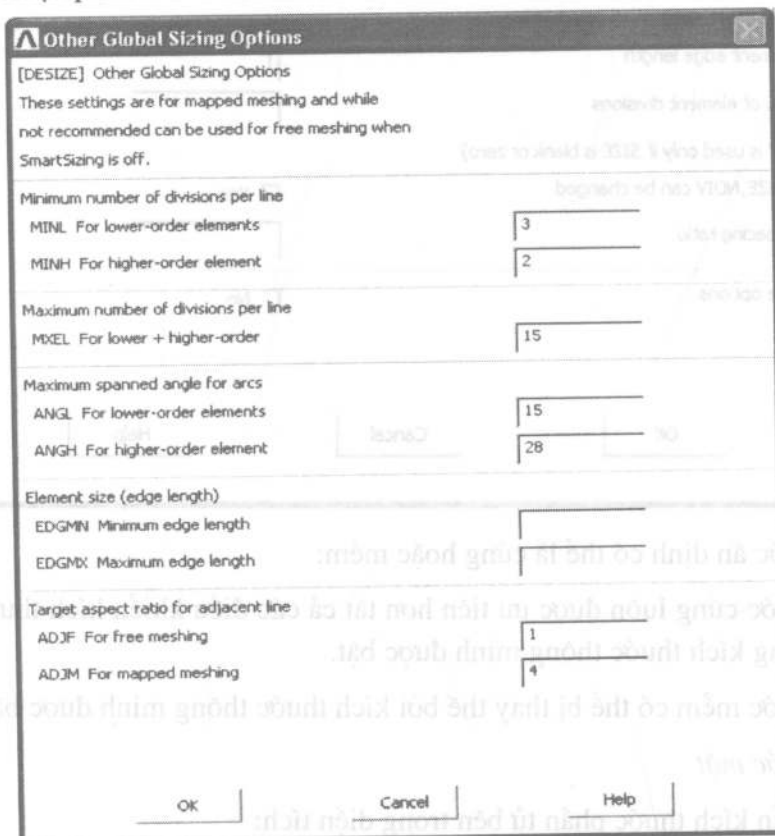 Other Global Sizing Options
[DESIZE] Other Global Sizing Options
These settings are for mapped meshing and while
not recommended can be used for free meshing when
SmartSizing is off.
Minimum number of divisions per line
MINL For lower-order elements 3
MINH For higher-order element 2
Maximum number of divisions per line
MXEL For lower + higher-order 15
Maximum spanned angle for arcs
ANGL For lower-order elements 15
ANGH For higher-order element 28
Element size (edge length)
EDGMN Minimum edge length
EDGMX Maximum edge length
Target aspect ratio for adjacent line
ADJF For free meshing 1
ADJM For mapped meshing 4
OK Cancel Help